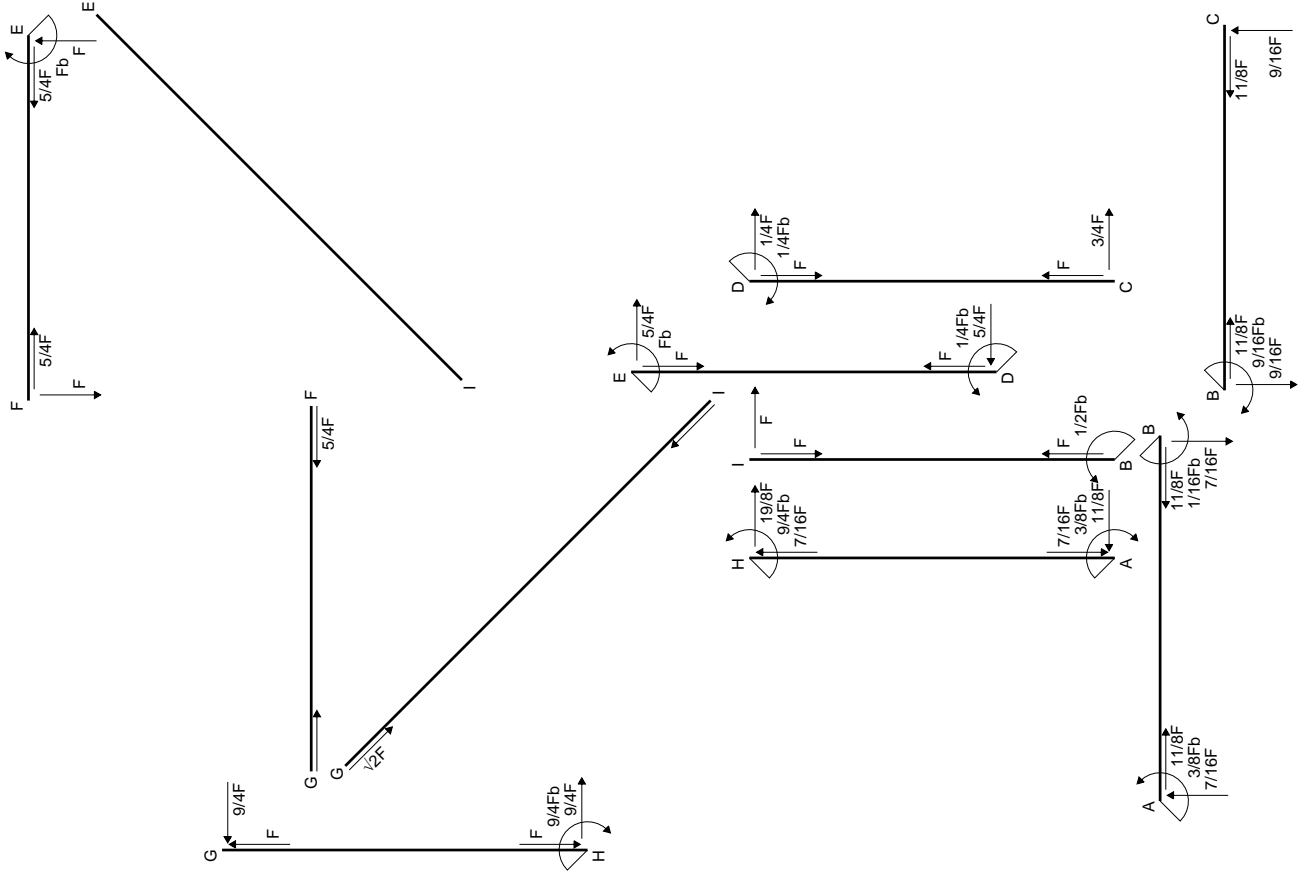 F
5/4F
F
5/4F
Fb
F
E
E
I
G
9/4F
F
F
9/4Fb
9/4F
H
G
F
5/4F
G
√2F
I
E
5/4F
Fb
F
1/4Fb
5/4F
F
D
D
1/4F
1/4Fb
F
3/4F
F
C
I
F
F
1/2Fb
F
B
H
19/8F
9/4Fb
7/16F
7/16F
3/8Fb
11/8F
A
A
11/8F
3/8Fb
7/16F
B
11/8F
1/16Fb
7/16F
B
11/8F
9/16Fb
9/16F
C
11/8F
9/16F